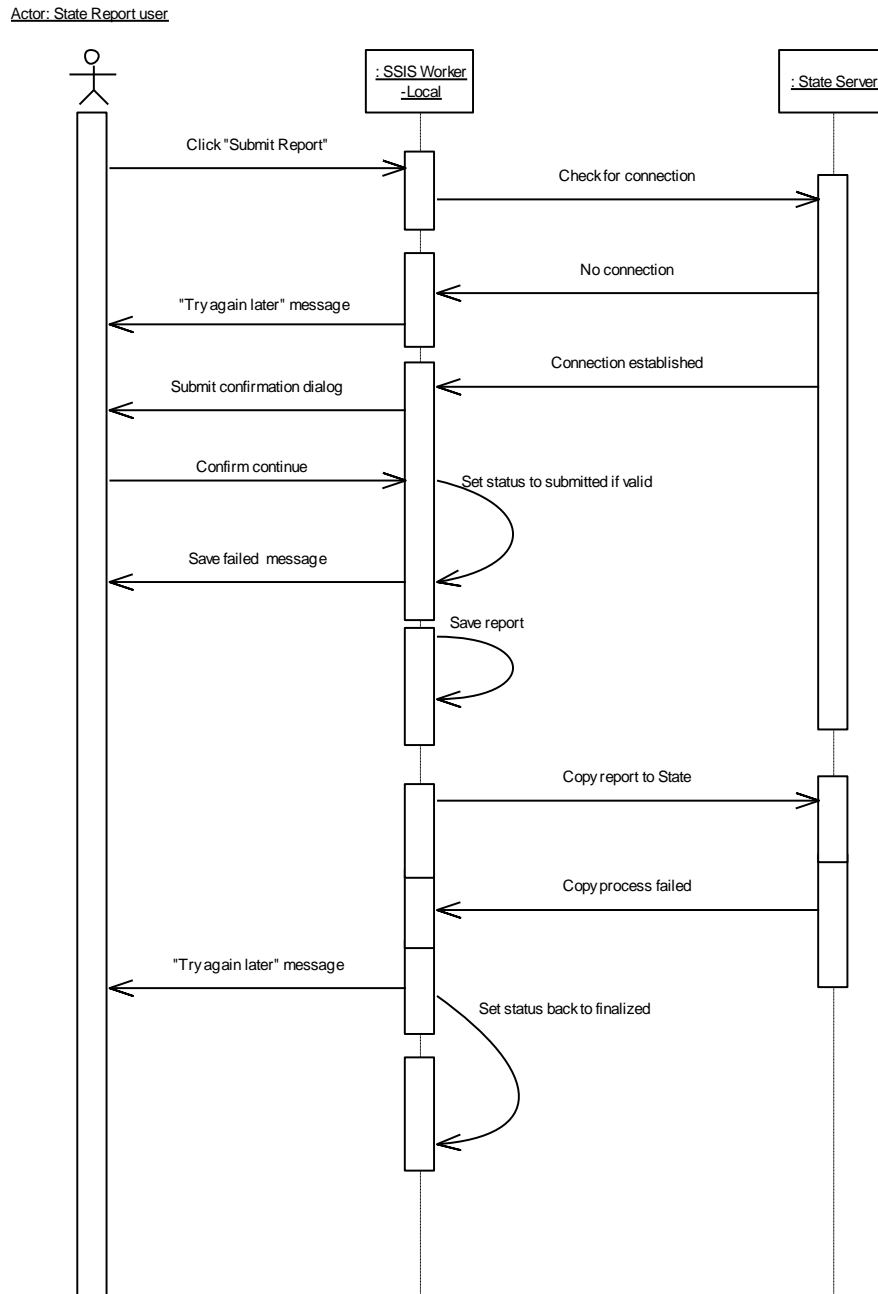 Actor: State Report user
: SSIS Worker
-Local
: State Server
Click "Submit Report"
Check for connection
No connection
"Try again later" message
Connection established
Submit confirmation dialog
Confirm continue
Set status to submitted if valid
Save failed message
Save report
Copy report to State
Copy process failed
"Try again later" message
Set status back to finalized